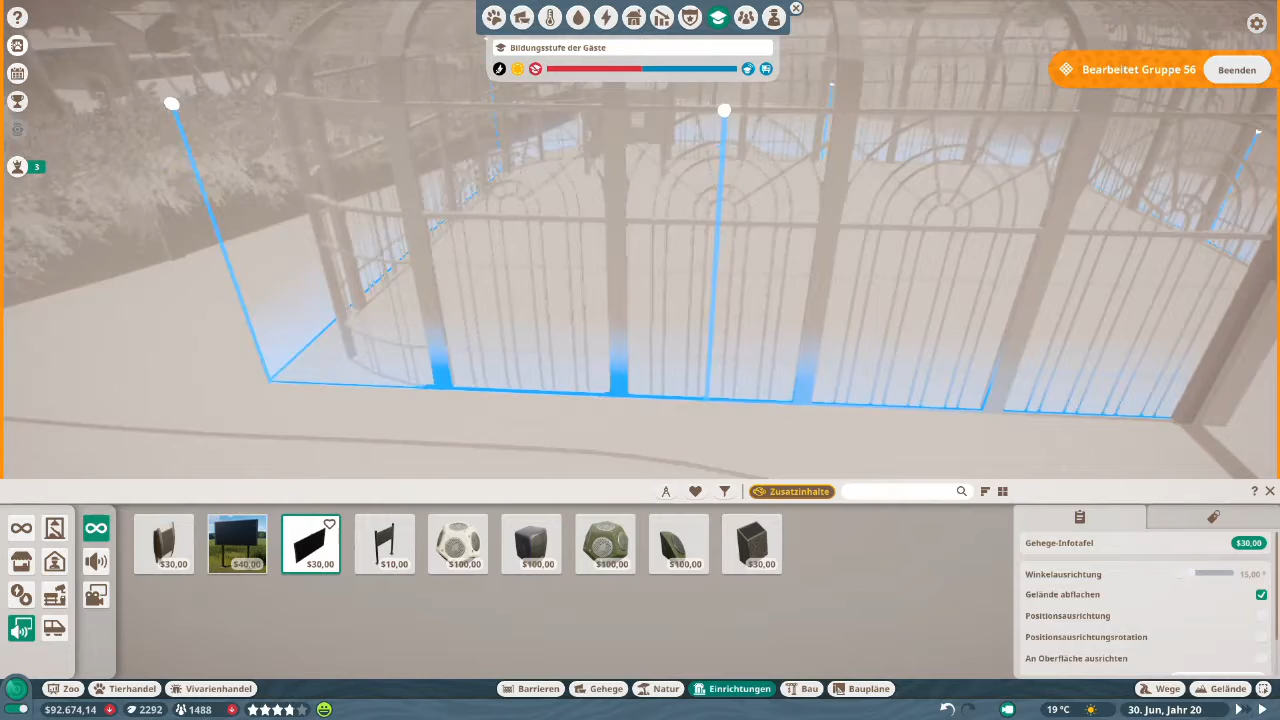 ?
Bildungsstufe der Gäste
Bearbeitet Gruppe 56
Beenden
3
Zusatzinhalte
?
$30,00
$40,00
$30,00
$10,00
$100,00
$100,00
$100,00
$100,00
$30,00
Gehege-Infotafel
$30,00
Winkelausrichtung
15,00 °
Gelände abflachen
Positionsausrichtung
Positionsausrichtungsrotation
An Oberfläche ausrichten
Zoo
Tierhandel
Vivarienhandel
Barrieren
Gehege
Natur
Einrichtungen
Bau
Baupläne
Wege
Gelände
$92.674,14
2292
1488
19 °C
30. Jun, Jahr 20